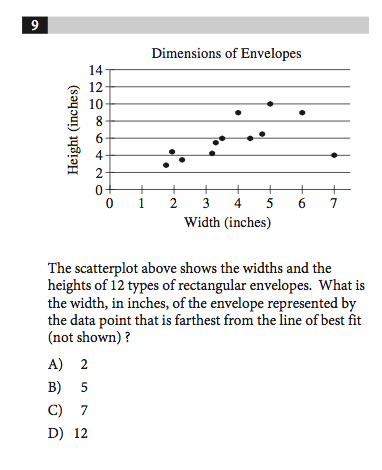 9
Dimensions of Envelopes
Height (inches)
14
12
10
8
6
4
2
0
0 1 2 3 4 5 6 7
Width (inches)
The scatterplot above shows the widths and the
heights of 12 types of rectangular envelopes. What is
the width, in inches, of the envelope represented by
the data point that is farthest from the line of best fit
(not shown) ?
A) 2
B) 5
C) 7
D) 12